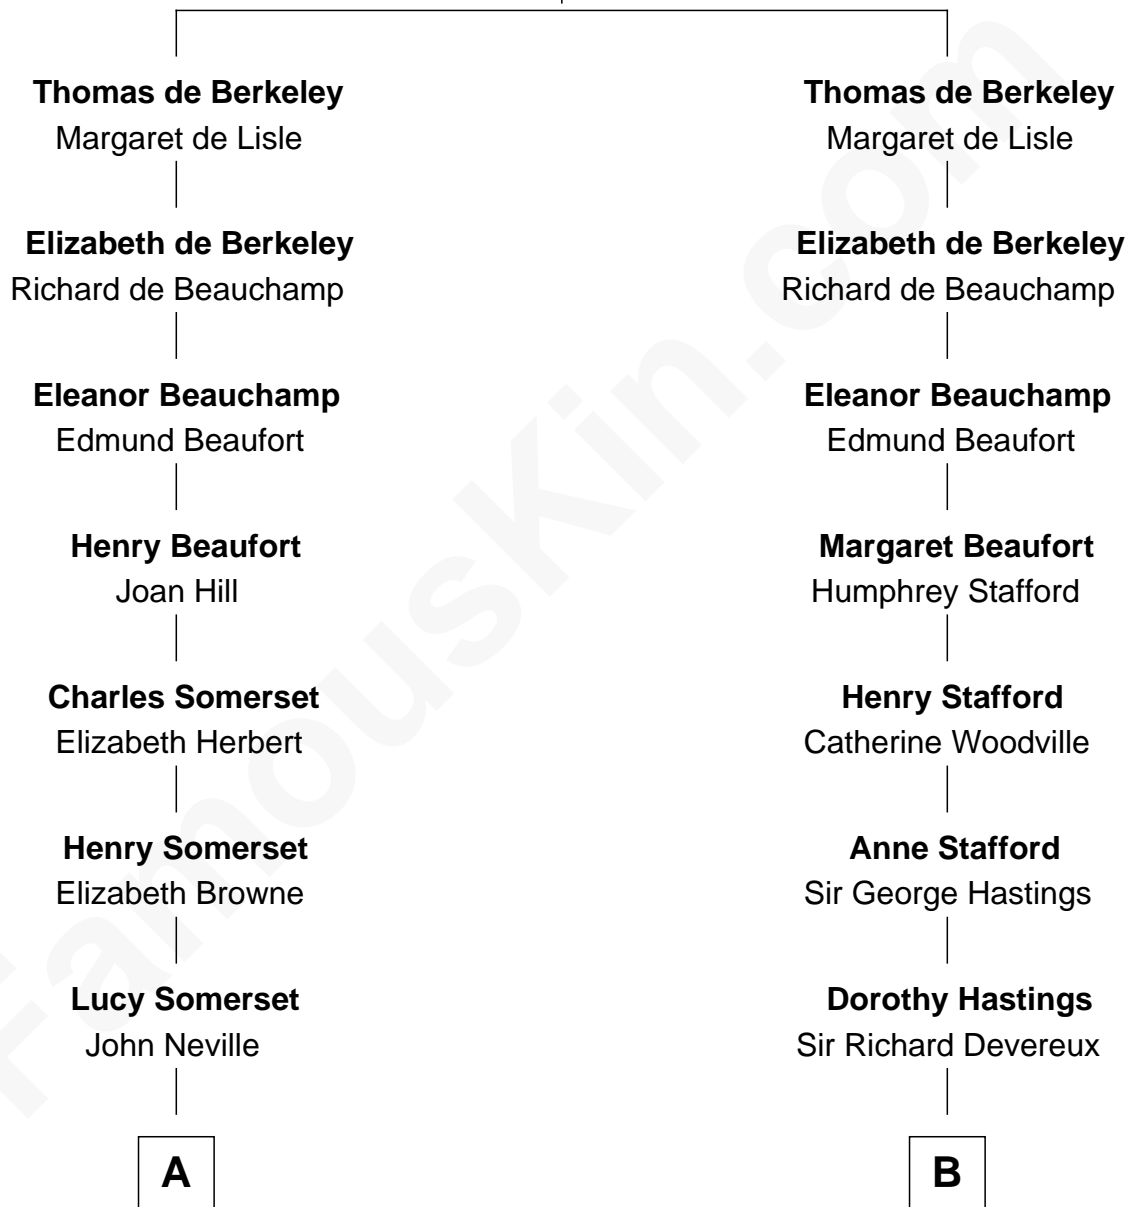 Thomas de Berkeley
Margaret de Lisle
Elizabeth de Berkeley
Richard de Beauchamp
Eleanor Beauchamp
Edmund Beaufort
Henry Beaufort
Joan Hill
Charles Somerset
Elizabeth Herbert
Henry Somerset
Elizabeth Browne
Lucy Somerset
John Neville
A
Thomas de Berkeley
Margaret de Lisle
Elizabeth de Berkeley
Richard de Beauchamp
Eleanor Beauchamp
Edmund Beaufort
Margaret Beaufort
Humphrey Stafford
Henry Stafford
Catherine Woodville
Anne Stafford
Sir George Hastings
Dorothy Hastings
Sir Richard Devereux
B
FamousKin.com